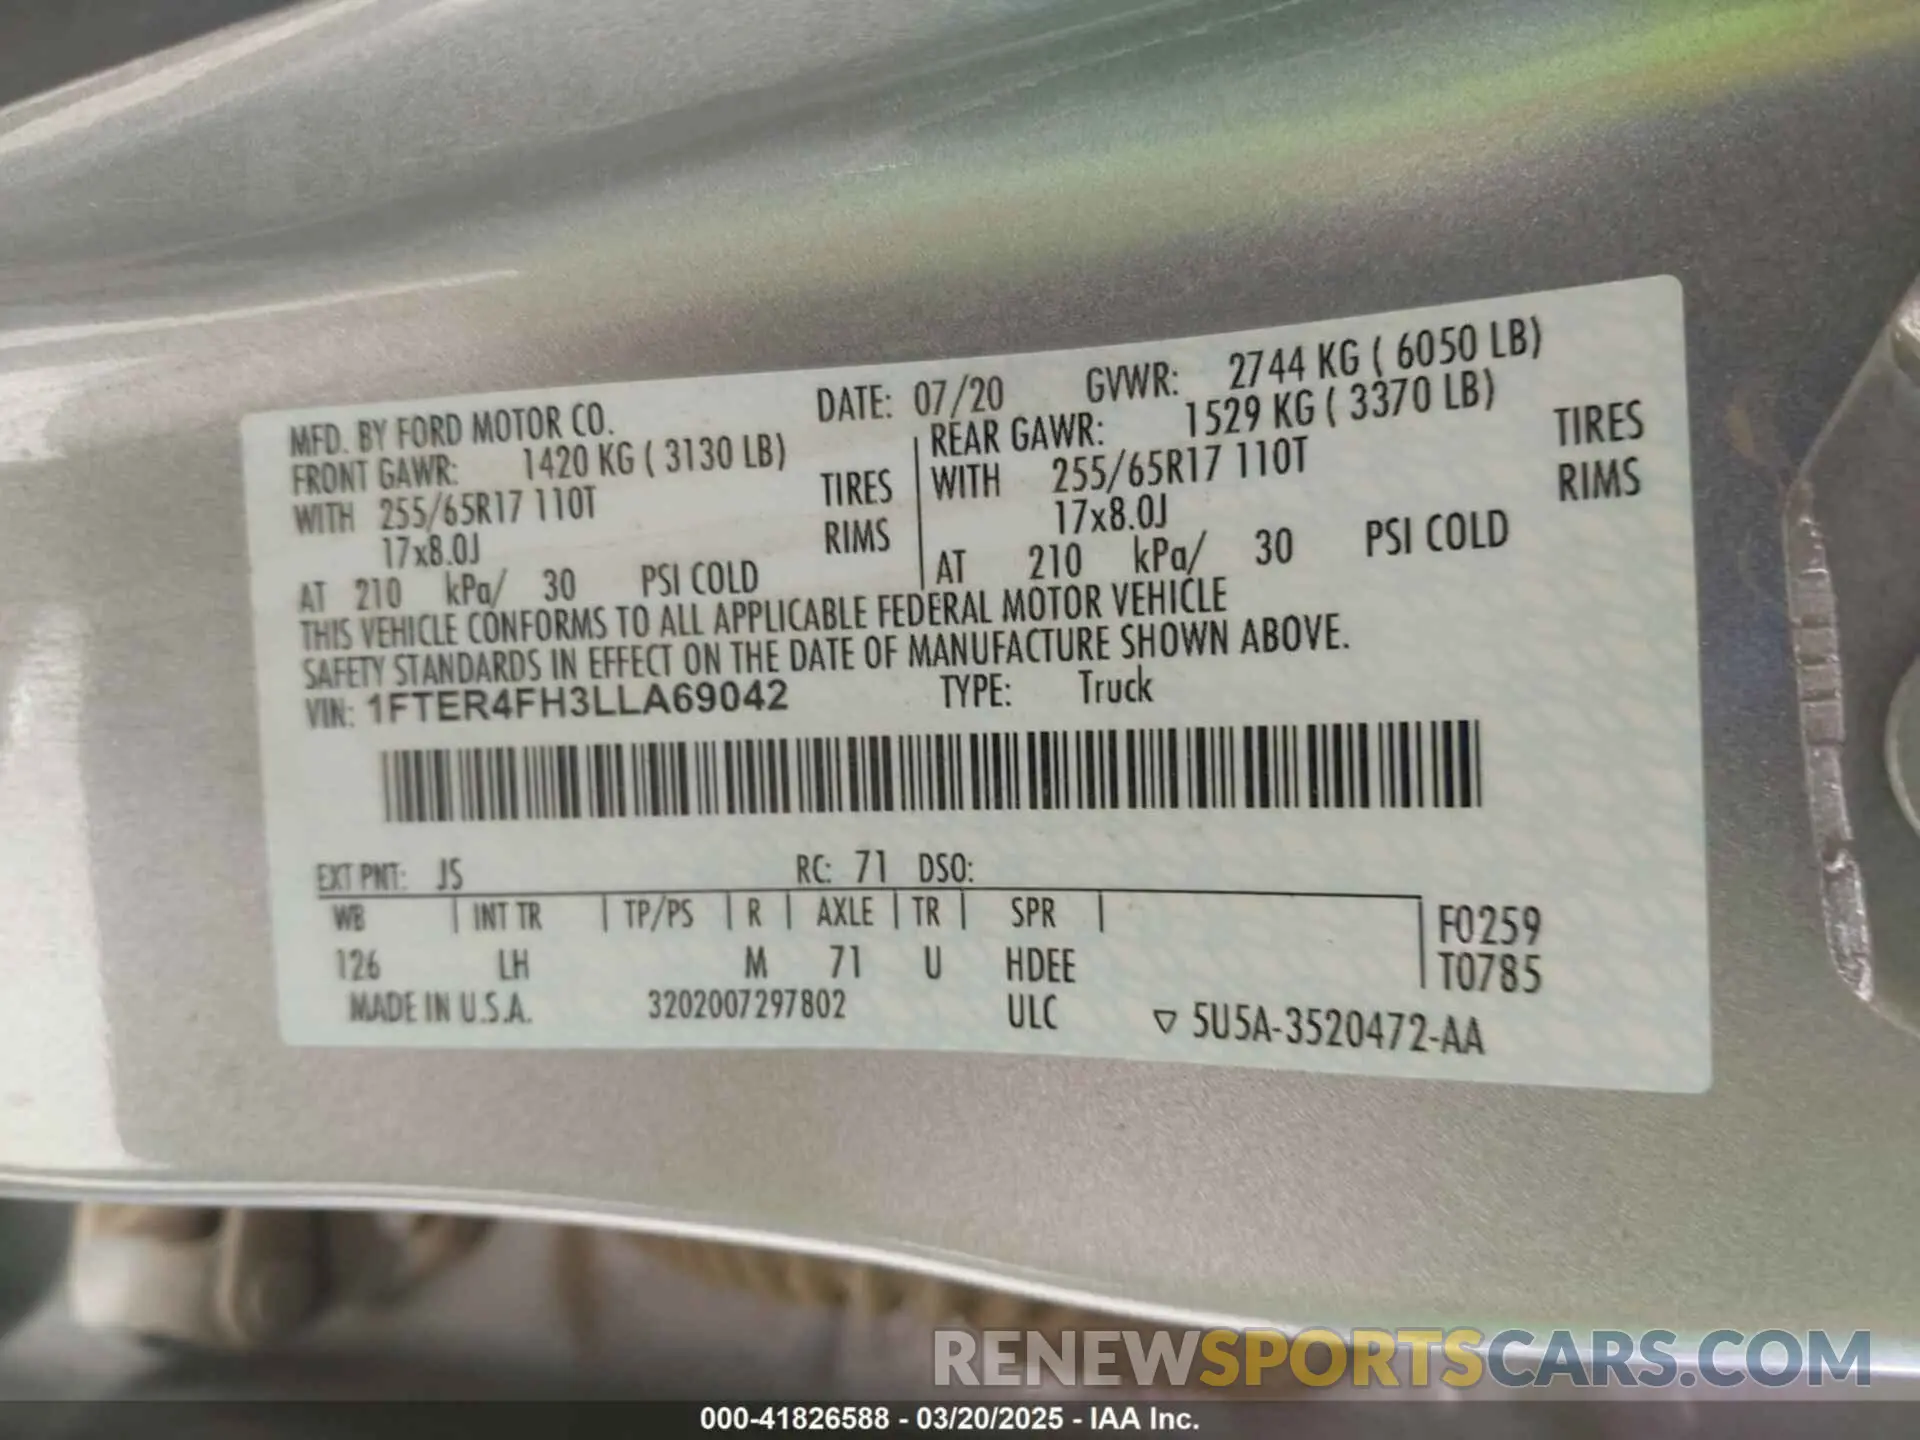 MFD. BY FORD MOTOR CO. DATE: 07/20 GVWR: 2744 KG ( 6050 LB)
FRONT GAWR: 1420 KG ( 3130 LB) REAR GAWR: 1529 KG ( 3370 LB)
WITH 255/65R17 110T TIRES WITH 255/65R17 110T TIRES
17x8.0J RIMS 17x8.0J RIMS
AT 210 kPa/ 30 PSI COLD AT 210 kPa/ 30 PSI COLD
THIS VEHICLE CONFORMS TO ALL APPLICABLE FEDERAL MOTOR VEHICLE
SAFETY STANDARDS IN EFFECT ON THE DATE OF MANUFACTURE SHOWN ABOVE.
VIN: 1FTER4FH3LLA69042 TYPE: Truck
EXT PNT: JS RC: 71 DSO:
WB INT TR TP/PS R AXLE TR SPR F0259
126 LH M 71 U HDEE T0785
MADE IN U.S.A. 3202007297802 ULC ▽ 5U5A-3520472-AA
RENEWSPORTSCARS.COM
000-41826588 - 03/20/2025 - IAA Inc.